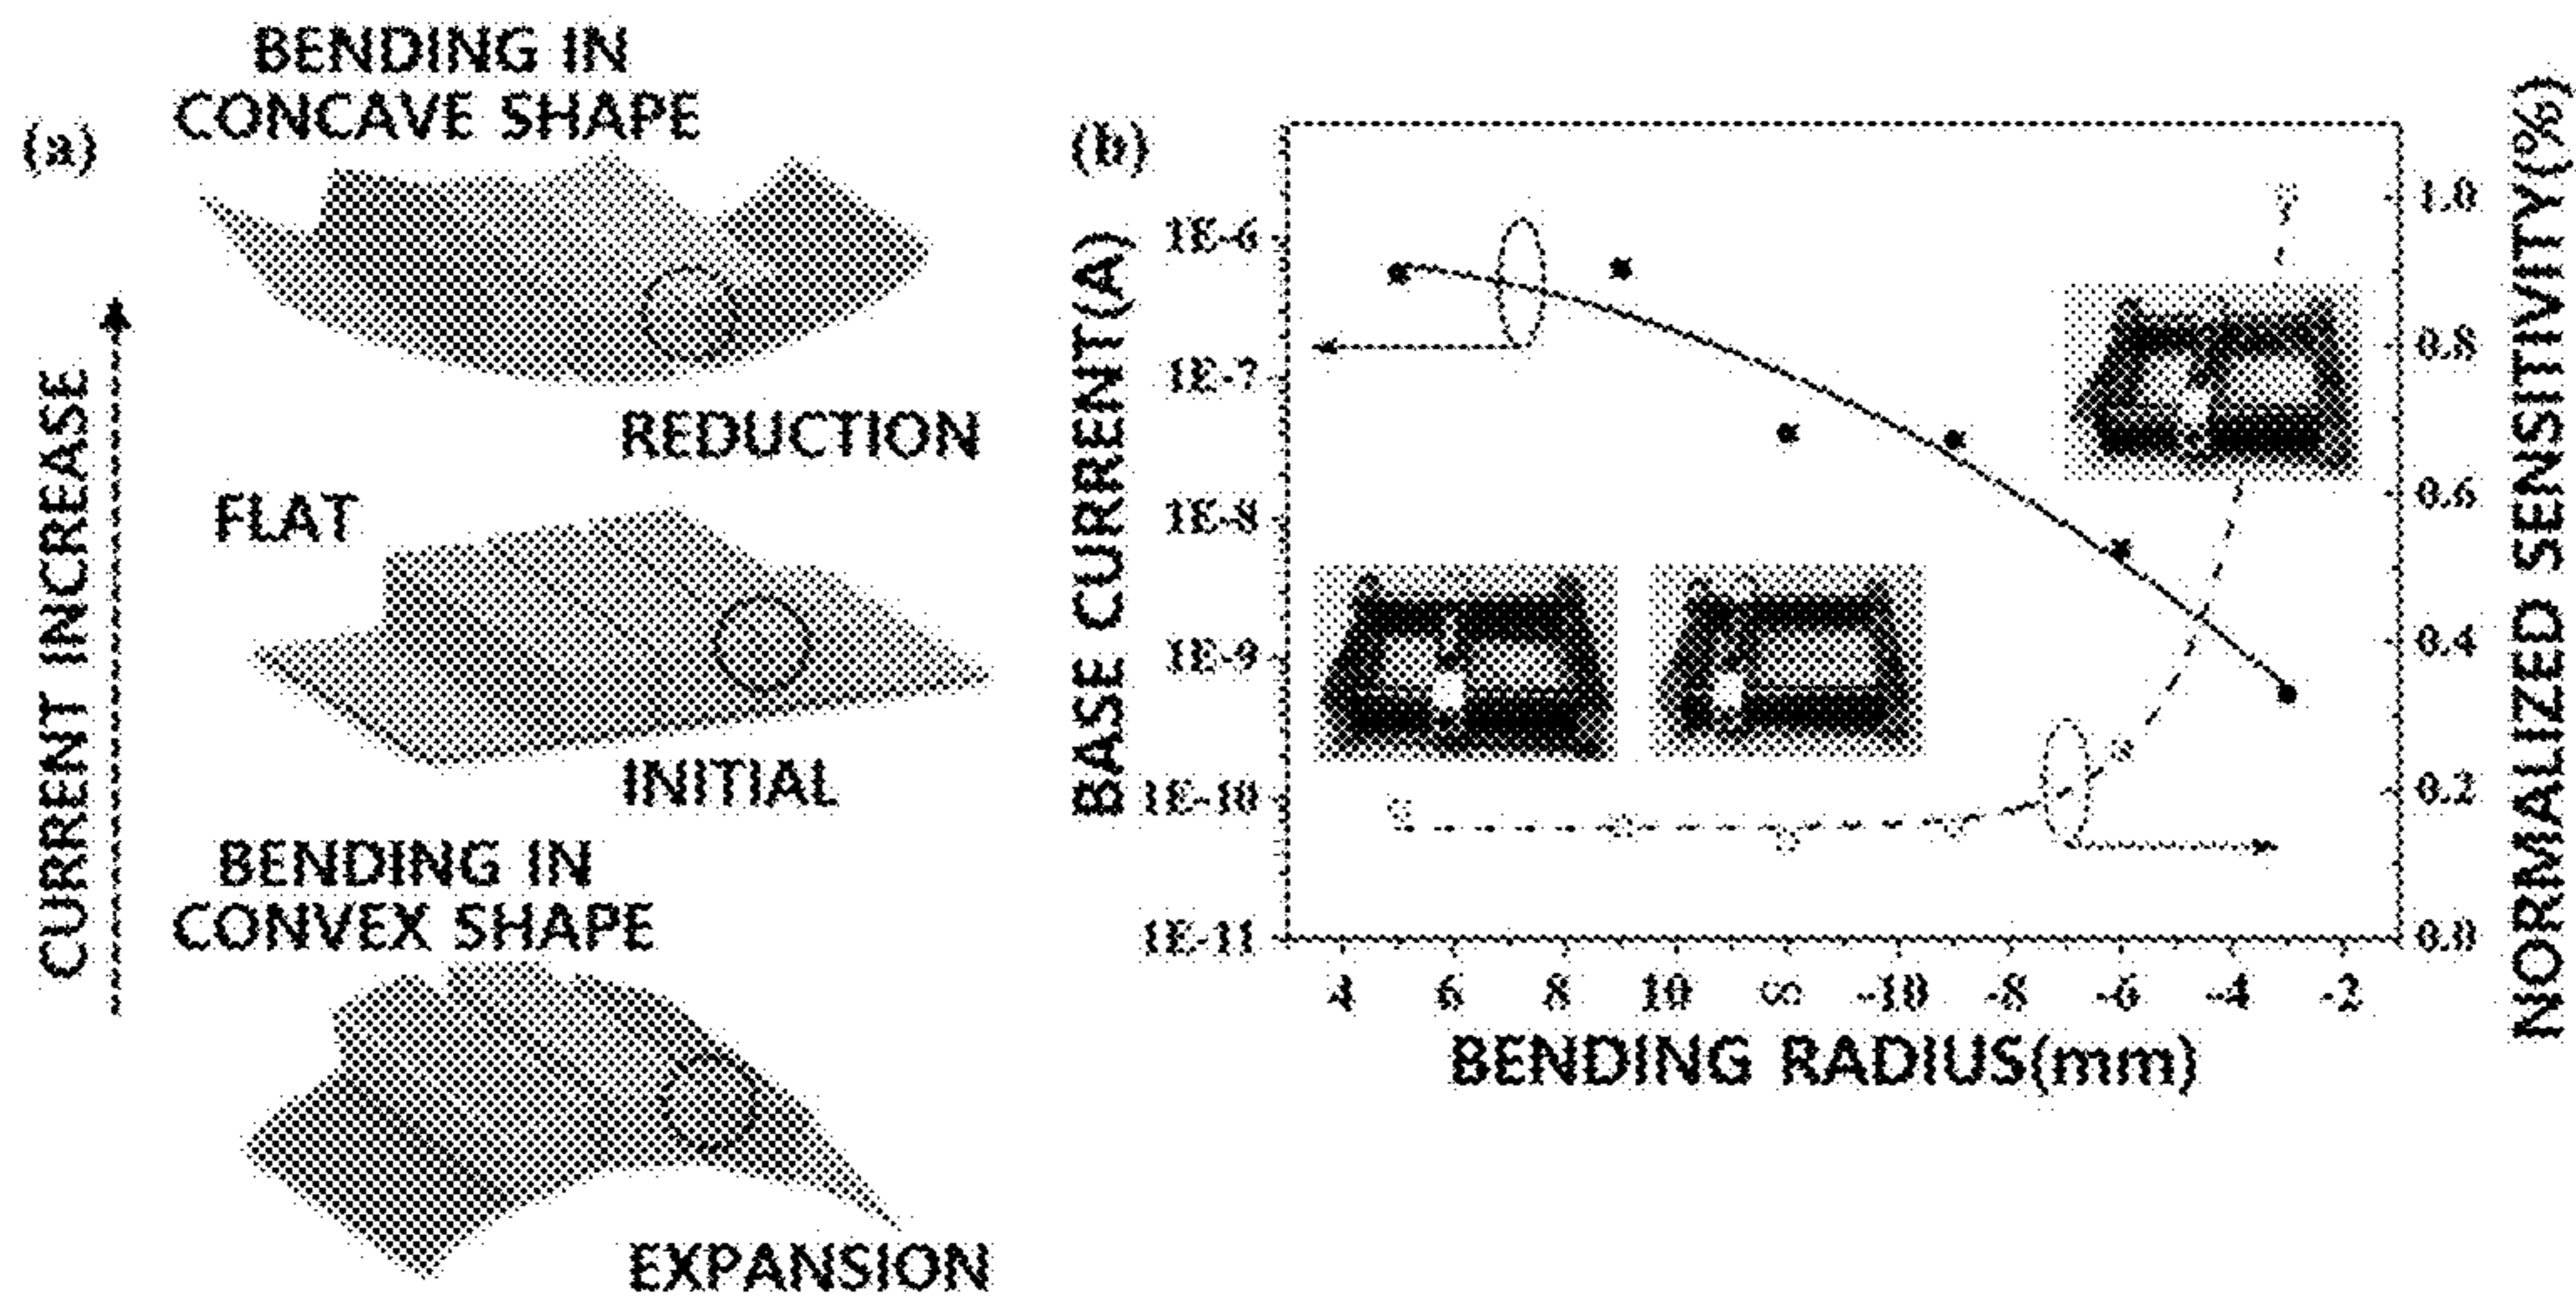 (a)
BENDING IN
CONCAVE SHAPE
REDUCTION
FLAT
INITIAL
BENDING IN
CONVEX SHAPE
EXPANSION
CURRENT INCREASE
(b)
BASE CURRENT(A)
1E-6
1E-7
1E-8
1E-9
1E-10
1E-11
1.0
0.8
0.6
0.4
0.2
0.0
NORMALIZED SENSITIVITY(%)
4 6 8 10 -10 -8 -6 -4 -2
BENDING RADIUS(mm)